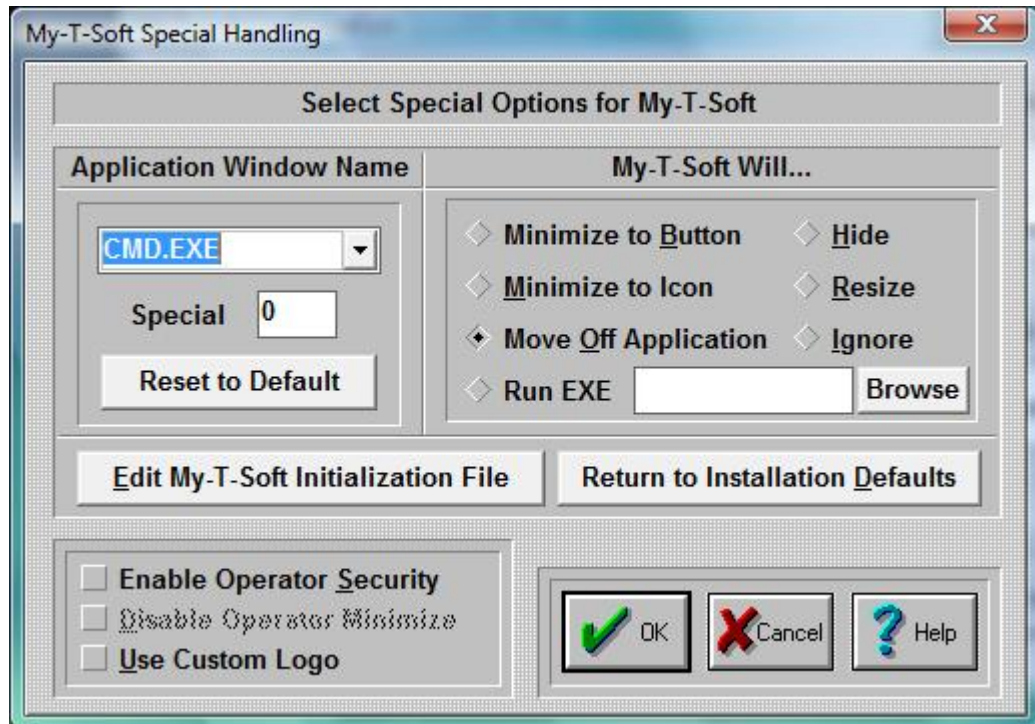 My-T-Soft Special Handling
Select Special Options for My-T-Soft
Application Window Name
My-T-Soft Will...
CMD.EXE
Special 0
Reset to Default
Minimize to Button
Hide
Minimize to Icon
Resize
Move Off Application
Ignore
Run EXE
Browse
Edit My-T-Soft Initialization File
Return to Installation Defaults
Enable Operator Security
Disable Operator Minimize
Use Custom Logo
OK
Cancel
Help